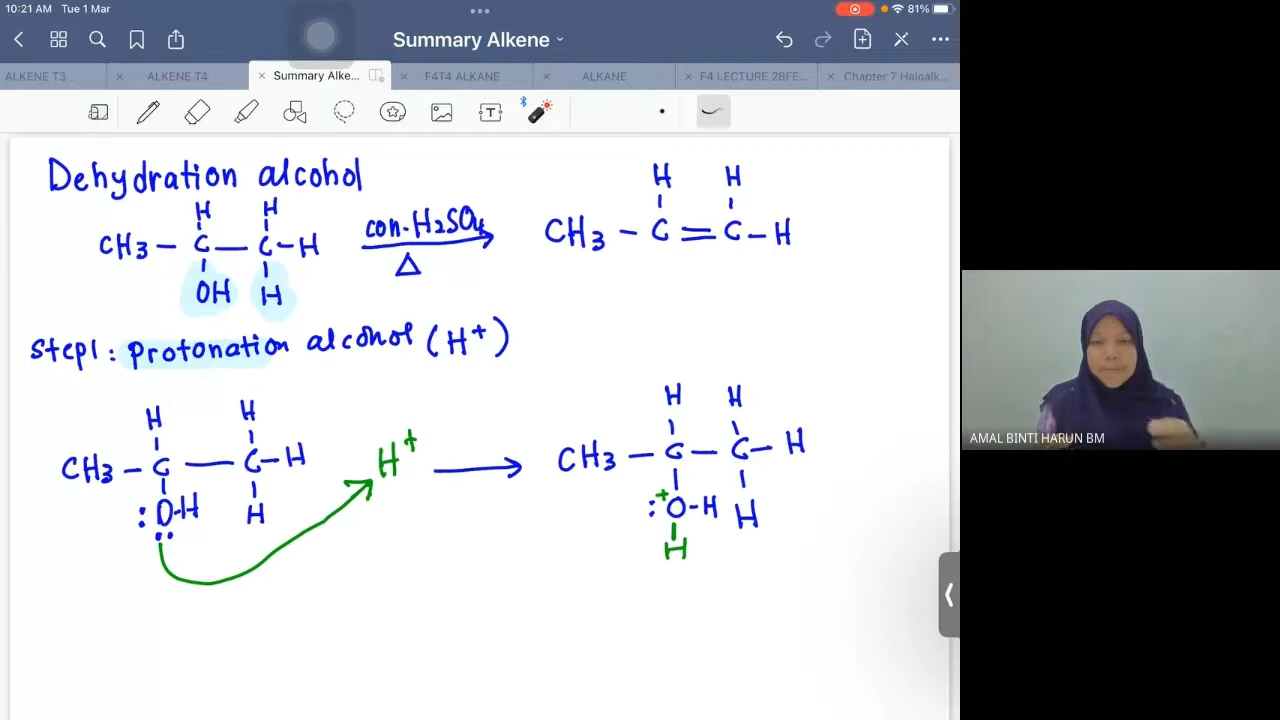 10:21 AM Tue 1 Mar
81%
Summary Alkene
ALKENE T3
ALKENE T4
Summary Alke...
F4T4 ALKANE
ALKANE
F4 LECTURE 28FE...
Chapter 7 Haloalk...
Dehydration alcohol
H H
H H
CH3 – C – C – H
con. H2SO4
CH3 – C = C – H
Δ
OH H
Step1 : protonation alcohol (H+)
H H
H H
CH3 – C – C – H
H+
CH3 – C – C – H
: O–H H
: +O–H H
H
AMAL BINTI HARUN BM